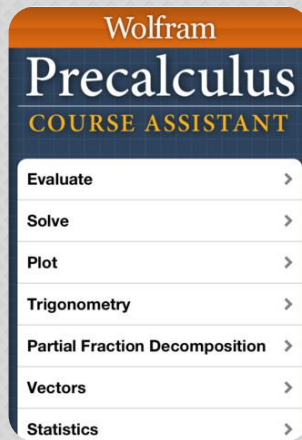 Wolfram
Precalculus
COURSE ASSISTANT
Evaluate
Solve
Plot
Trigonometry
Partial Fraction Decomposition
Vectors
Statistics